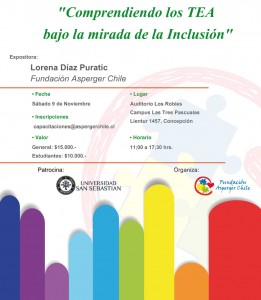 "Comprendiendo los TEA
bajo la mirada de la Inclusión"
Expositora:
Lorena Díaz Puratic
Fundación Asperger Chile
• Fecha
Sábado 9 de Noviembre
• Inscripciones
capacitaciones@aspergerchile.cl
• Valor
General: $15.000.-
Estudiantes: $10.000.-
• Lugar
Auditorio Los Robles
Campus Las Tres Pascualas
Lientur 1457, Concepción
• Horario
11:00 a 17:30 hrs.
Patrocina:
UNIVERSIDAD
SAN SEBASTIAN
Organiza:
Fundación
Asperger Chile